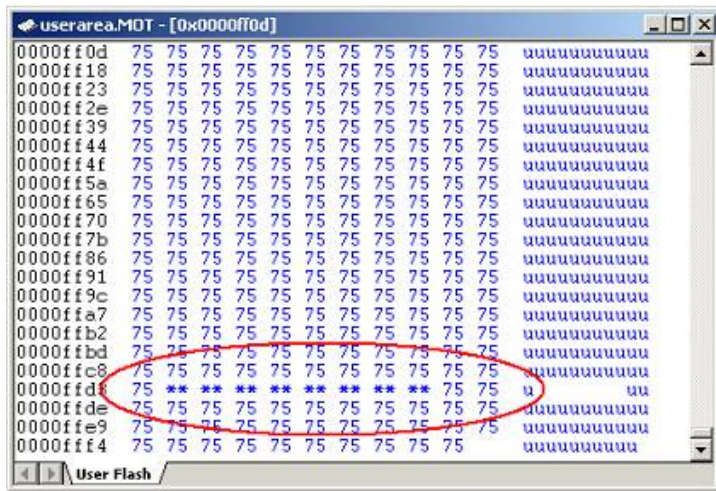 userarea.MOT - [0x0000ff0d]
0000ff0d 75 75 75 75 75 75 75 75 75 75 75 uuuuuuuuuuu
0000ff18 75 75 75 75 75 75 75 75 75 75 75 uuuuuuuuuuu
0000ff23 75 75 75 75 75 75 75 75 75 75 75 uuuuuuuuuuu
0000ff2e 75 75 75 75 75 75 75 75 75 75 75 uuuuuuuuuuu
0000ff39 75 75 75 75 75 75 75 75 75 75 75 uuuuuuuuuuu
0000ff44 75 75 75 75 75 75 75 75 75 75 75 uuuuuuuuuuu
0000ff4f 75 75 75 75 75 75 75 75 75 75 75 uuuuuuuuuuu
0000ff5a 75 75 75 75 75 75 75 75 75 75 75 uuuuuuuuuuu
0000ff65 75 75 75 75 75 75 75 75 75 75 75 uuuuuuuuuuu
0000ff70 75 75 75 75 75 75 75 75 75 75 75 uuuuuuuuuuu
0000ff7b 75 75 75 75 75 75 75 75 75 75 75 uuuuuuuuuuu
0000ff86 75 75 75 75 75 75 75 75 75 75 75 uuuuuuuuuuu
0000ff91 75 75 75 75 75 75 75 75 75 75 75 uuuuuuuuuuu
0000ff9c 75 75 75 75 75 75 75 75 75 75 75 uuuuuuuuuuu
0000ffa7 75 75 75 75 75 75 75 75 75 75 75 uuuuuuuuuuu
0000ffb2 75 75 75 75 75 75 75 75 75 75 75 uuuuuuuuuuu
0000ffbd 75 75 75 75 75 75 75 75 75 75 75 uuuuuuuuuuu
0000ffc8 75 75 75 75 75 75 75 75 75 75 75 uuuuuuuuuuu
0000ffd3 75 ** ** ** ** ** ** ** ** 75 75 u uu
0000ffde 75 75 75 75 75 75 75 75 75 75 75 uuuuuuuuuuu
0000ffe9 75 75 75 75 75 75 75 75 75 75 75 uuuuuuuuuuu
0000fff4 75 75 75 75 75 75 75 75 75 75 uuuuuuuuuu
User Flash